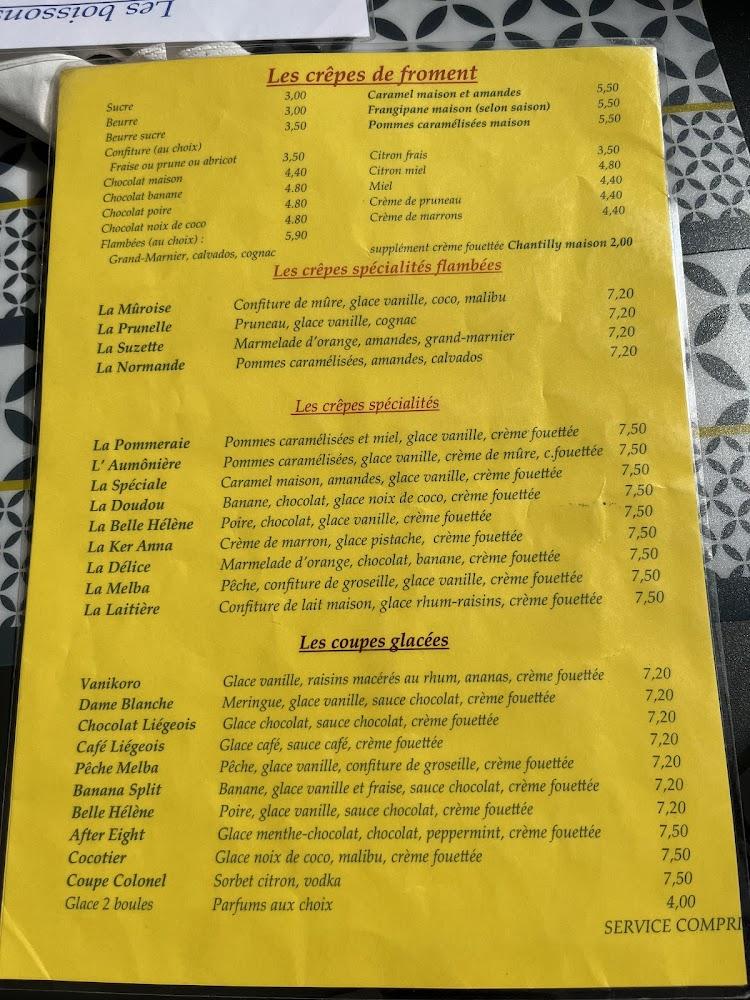 Les boissons
Les crêpes de froment
Sucre 3,00
Beurre 3,00
Beurre sucre 3,50
Confiture (au choix)
Fraise ou prune ou abricot 3,50
Chocolat maison 4,40
Chocolat banane 4.80
Chocolat poire 4.80
Chocolat noix de coco 4.80
Flambées (au choix) : 5,90
Grand-Marnier, calvados, cognac
Caramel maison et amandes 5,50
Frangipane maison (selon saison) 5,50
Pommes caramélisées maison 5,50
Citron frais 3,50
Citron miel 4,80
Miel 4,40
Crème de pruneau 4,40
Crème de marrons 4,40
supplément crème fouettée Chantilly maison 2,00
Les crêpes spécialités flambées
La Mûroise Confiture de mûre, glace vanille, coco, malibu 7,20
La Prunelle Pruneau, glace vanille, cognac 7,20
La Suzette Marmelade d'orange, amandes, grand-marnier 7,20
La Normande Pommes caramélisées, amandes, calvados 7,20
Les crêpes spécialités
La Pommeraie Pommes caramélisées et miel, glace vanille, crème fouettée 7,50
L' Aumônière Pommes caramélisées, glace vanille, crème de mûre, c.fouettée 7,50
La Spéciale Caramel maison, amandes, glace vanille, crème fouettée 7,50
La Doudou Banane, chocolat, glace noix de coco, crème fouettée 7,50
La Belle Hélène Poire, chocolat, glace vanille, crème fouettée 7,50
La Ker Anna Crème de marron, glace pistache, crème fouettée 7,50
La Délice Marmelade d'orange, chocolat, banane, crème fouettée 7,50
La Melba Pêche, confiture de groseille, glace vanille, crème fouettée 7,50
La Laitière Confiture de lait maison, glace rhum-raisins, crème fouettée 7,50
Les coupes glacées
Vanikoro Glace vanille, raisins macérés au rhum, ananas, crème fouettée 7,20
Dame Blanche Meringue, glace vanille, sauce chocolat, crème fouettée 7,20
Chocolat Liégeois Glace chocolat, sauce chocolat, crème fouettée 7,20
Café Liégeois Glace café, sauce café, crème fouettée 7,20
Pêche Melba Pêche, glace vanille, confiture de groseille, crème fouettée 7,20
Banana Split Banane, glace vanille et fraise, sauce chocolat, crème fouettée 7,20
Belle Hélène Poire, glace vanille, sauce chocolat, crème fouettée 7,20
After Eight Glace menthe-chocolat, chocolat, peppermint, crème fouettée 7,50
Cocotier Glace noix de coco, malibu, crème fouettée 7,50
Coupe Colonel Sorbet citron, vodka 7,50
Glace 2 boules Parfums aux choix 4,00
SERVICE COMPRI